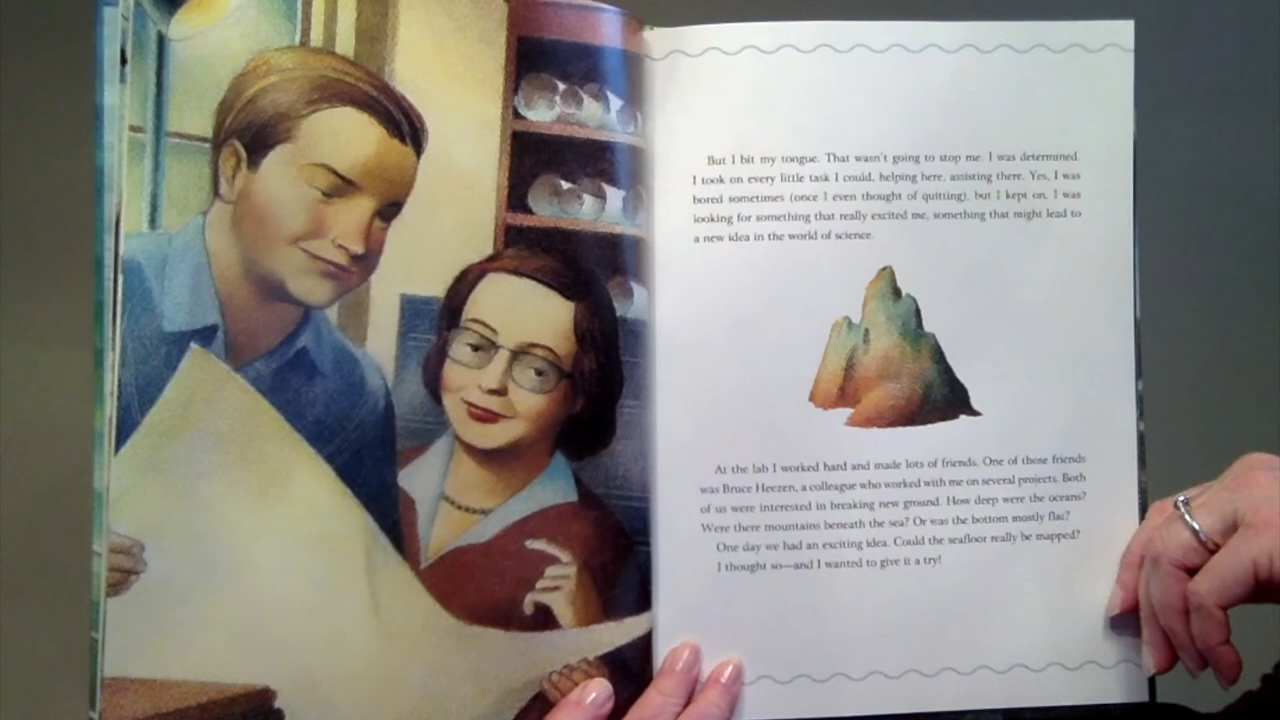 But I bit my tongue. That wasn't going to stop me. I was determined.
I took on every little task I could, helping here, assisting there. Yes, I was
bored sometimes (once I even thought of quitting), but I kept on. I was
looking for something that really excited me, something that might lead to
a new idea in the world of science.
At the lab I worked hard and made lots of friends. One of those friends
was Bruce Heezen, a colleague who worked with me on several projects. Both
of us were interested in breaking new ground. How deep were the oceans?
Were there mountains beneath the sea? Or was the bottom mostly flat?
One day we had an exciting idea. Could the seafloor really be mapped?
I thought so—and I wanted to give it a try!